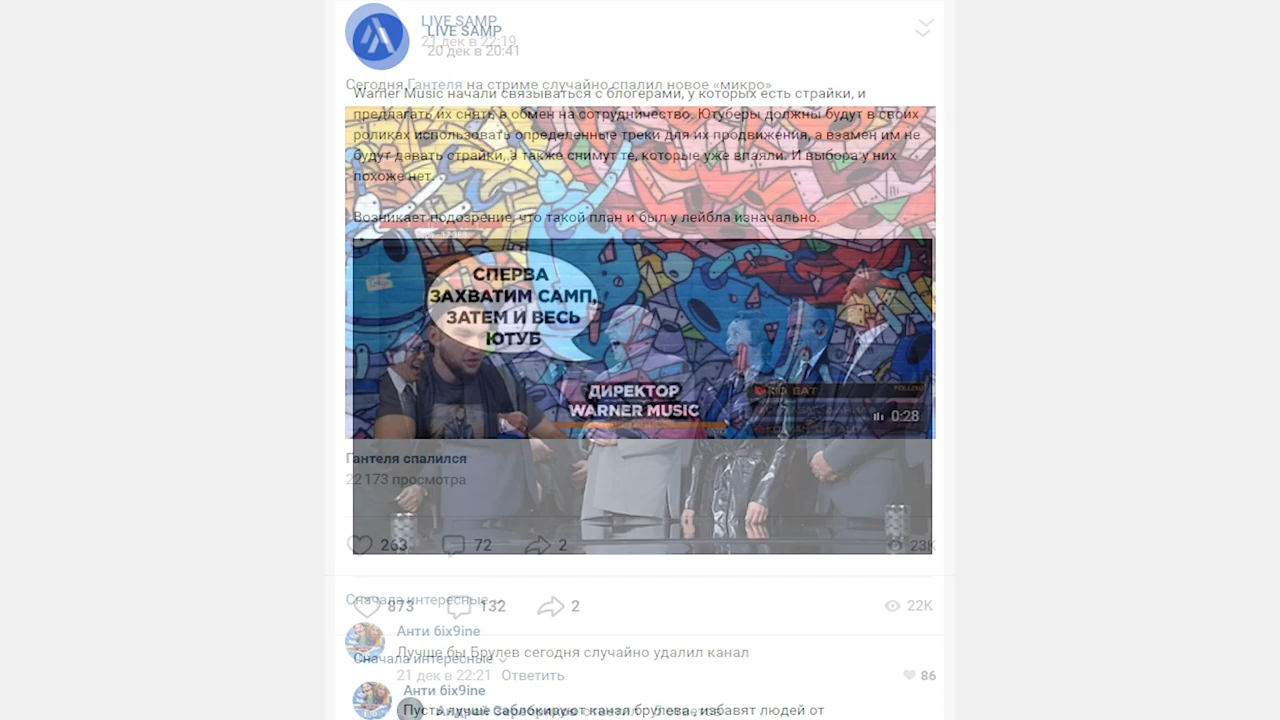 LIVE SAMP
21 дек в 22:19
LIVE SAMP
20 дек в 20:41
Сегодня Гантеля на стриме случайно спалил новое «микро»
Warner Music начали связываться с блогерами, у которых есть страйки, и
предлагать их снять в обмен на сотрудничество. Ютуберы должны будут в своих
роликах использовать определенные треки для их продвижения, а взамен им не
будут давать страйки, а также снимут те, которые уже впаяли. И выбора у них
похоже нет.
Возникает подозрение, что такой план и был у лейбла изначально.
СПЕРВА
ЗАХВАТИМ САМП,
ЗАТЕМ И ВЕСЬ
ЮТУБ
ДИРЕКТОР
WARNER MUSIC
0:28
Гантеля спалился
22 173 просмотра
263 72 2 23K
Сначала интересные
873 132 2 22K
Анти 6ix9ine
Лучше бы Брулев сегодня случайно удалил канал
Сначала интересные
21 дек в 22:21 Ответить 86
Анти 6ix9ine
Пусть лучше заблокируют канал брулева , избавят людей от